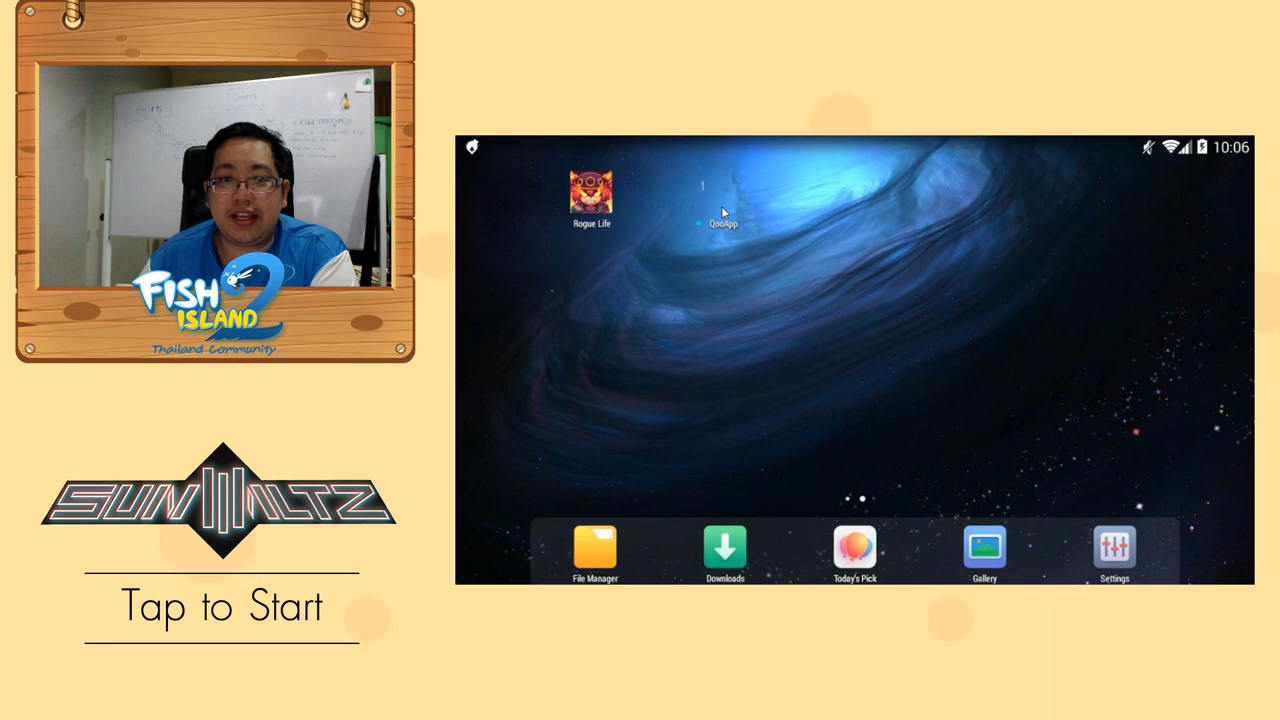 FISH
ISLAND
2
Thailand Community
SUNWALTZ
Tap to Start
10:06
Rogue Life
QooApp
File Manager
Downloads
Today's Pick
Gallery
Settings